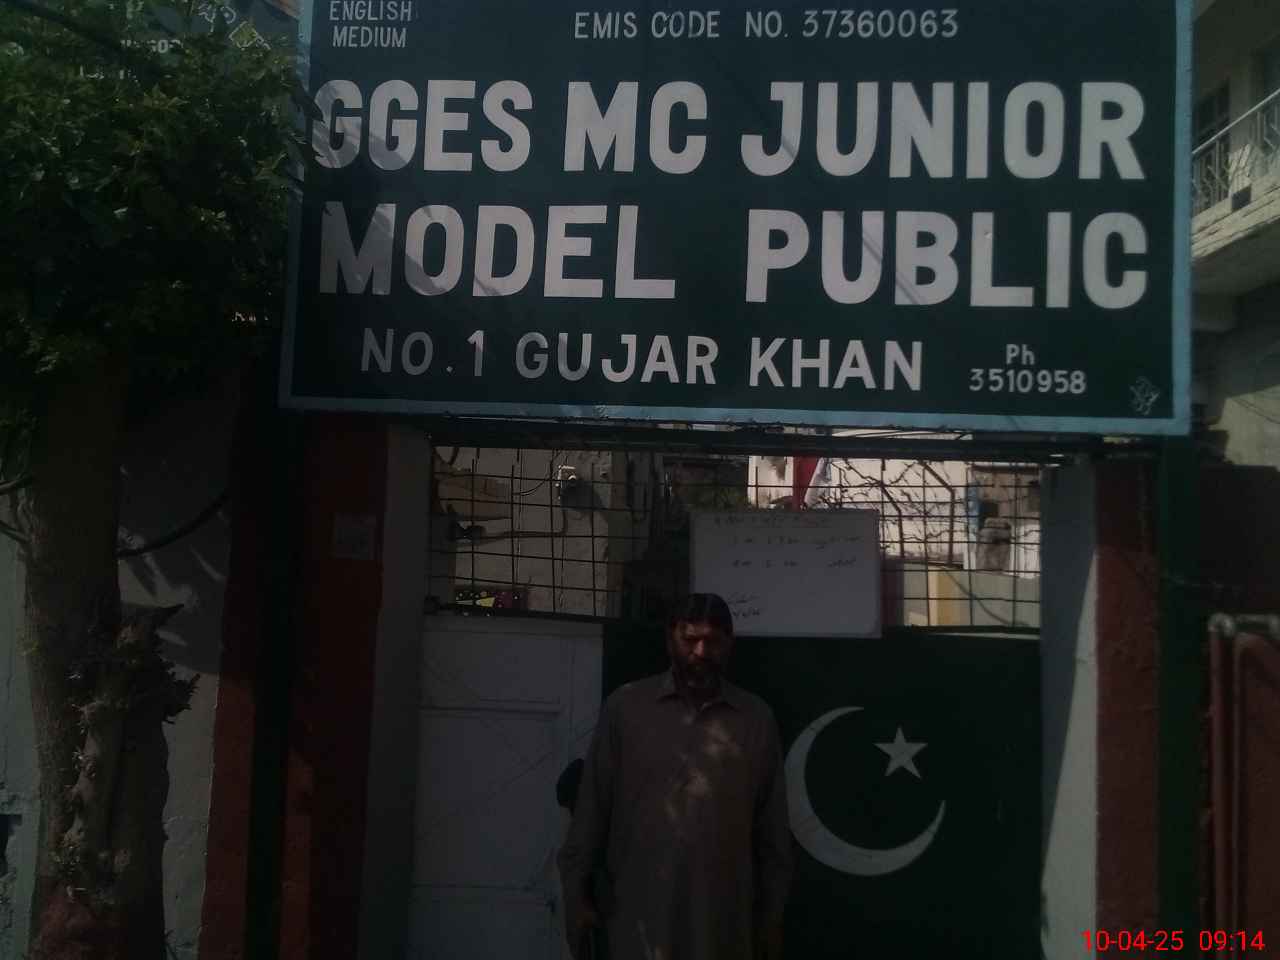 ENGLISH
MEDIUM
EMIS CODE NO. 37360063
GGES MC JUNIOR
MODEL PUBLIC
NO.1 GUJAR KHAN
Ph
3510958
10-04-25 09:14